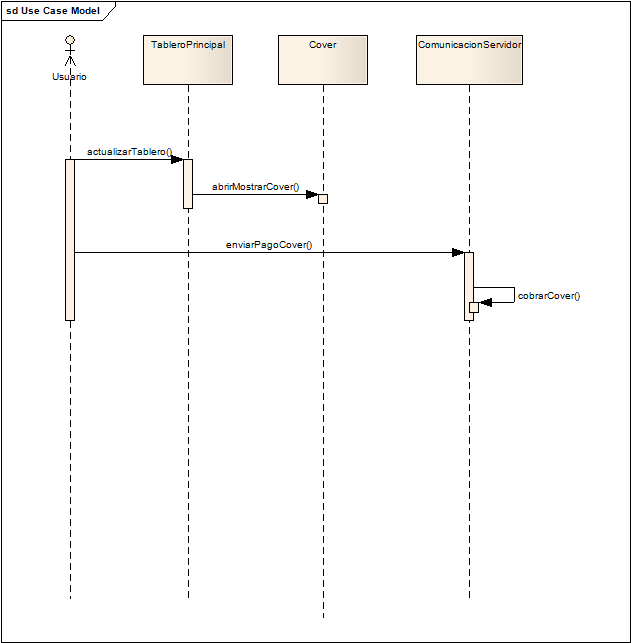 sd Use Case Model
Usuario
TableroPrincipal
Cover
ComunicacionServidor
actualizarTablero()
abrirMostrarCover()
enviarPagoCover()
cobrarCover()